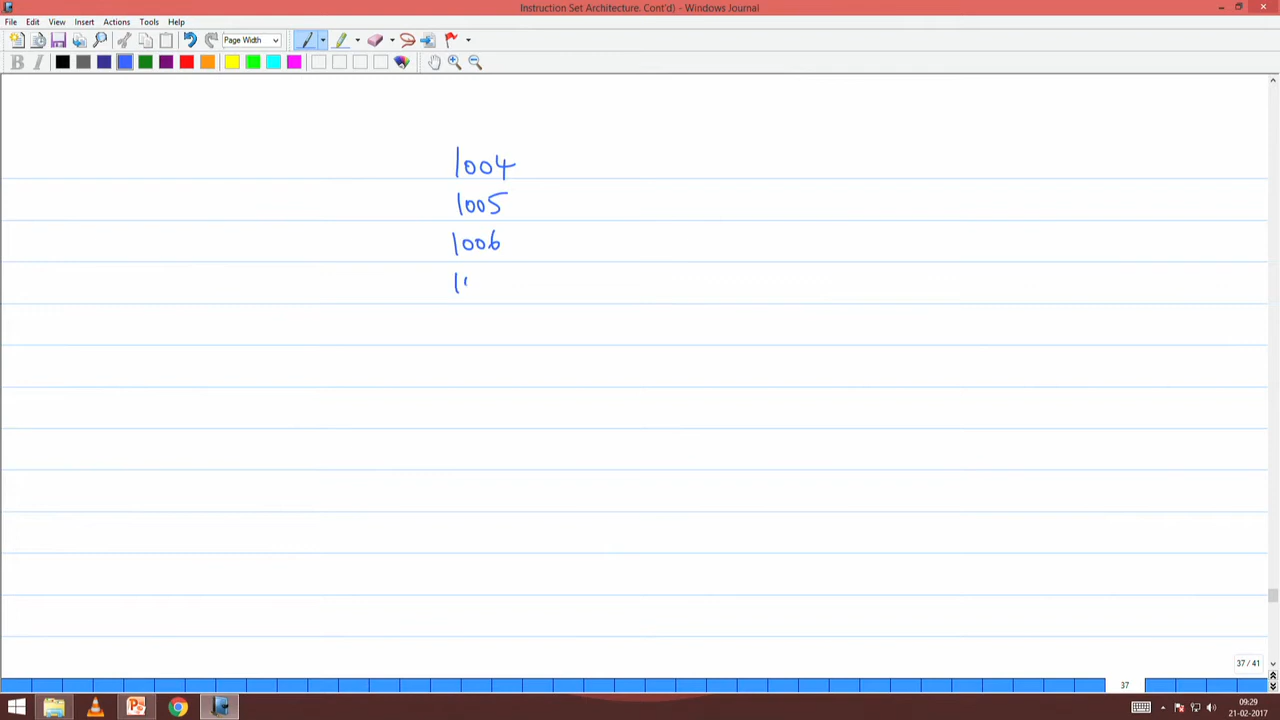 Instruction Set Architecture. Cont'd) - Windows Journal
File Edit View Insert Actions Tools Help
Page Width
B I
1004
1005
1006
37 / 41
37
09:29
21-02-2017